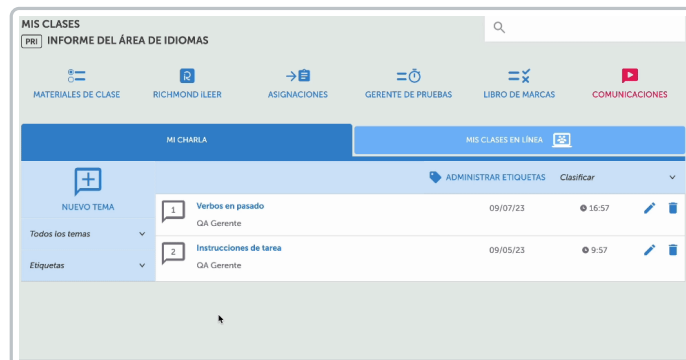 MIS CLASES
PRI INFORME DEL ÁREA DE IDIOMAS
MATERIALES DE CLASE RICHMOND iLEER ASIGNACIONES GERENTE DE PRUEBAS LIBRO DE MARCAS COMUNICACIONES
MI CHARLA MIS CLASES EN LÍNEA
ADMINISTRAR ETIQUETAS Clasificar
NUEVO TEMA
Todos los temas
Etiquetas
1 Verbos en pasado 09/07/23 16:57
QA Gerente
2 Instrucciones de tarea 09/05/23 9:57
QA Gerente